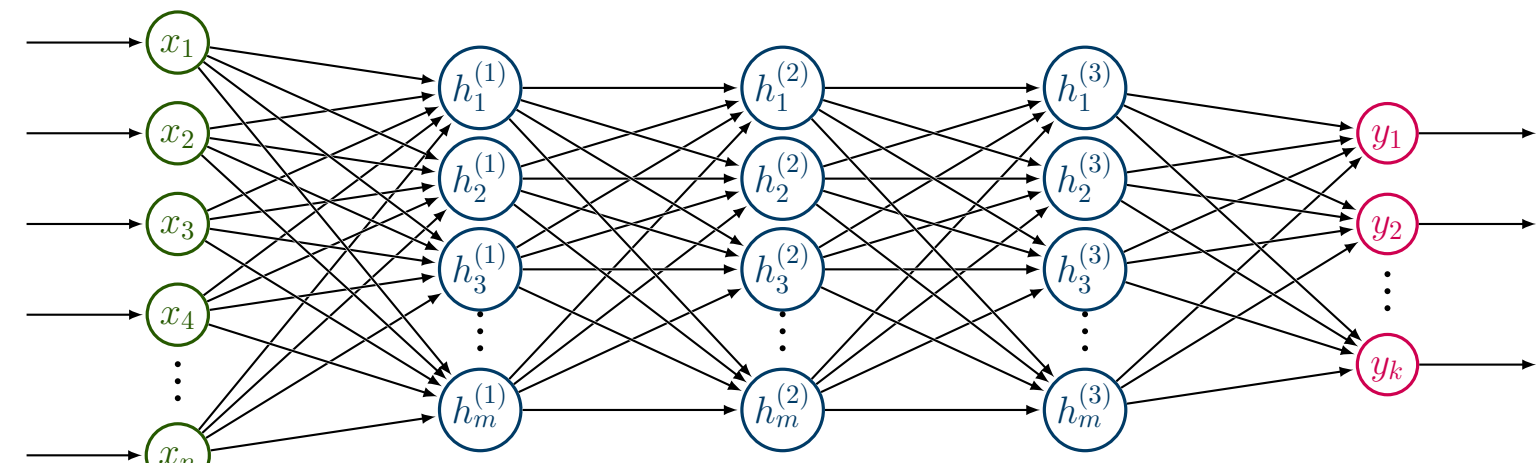 x₁
x₂
x₃
x₄
⋮
xₙ
h₁⁽¹⁾
h₂⁽¹⁾
h₃⁽¹⁾
⋮
hₘ⁽¹⁾
h₁⁽²⁾
h₂⁽²⁾
h₃⁽²⁾
⋮
hₘ⁽²⁾
h₁⁽³⁾
h₂⁽³⁾
h₃⁽³⁾
⋮
hₘ⁽³⁾
y₁
y₂
⋮
yₖ